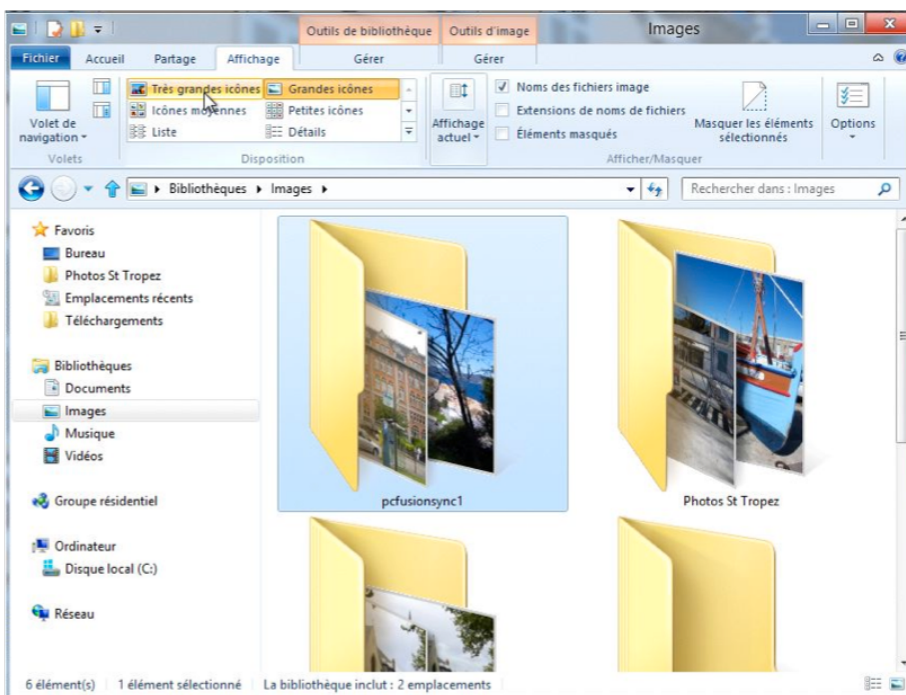 Outils de bibliothèque Outils d'image Images
Fichier Accueil Partage Affichage Gérer Gérer
Très grandes icônes Grandes icônes
Icônes moyennes Petites icônes
Liste Détails
Volet de
navigation
Volets
Disposition
Affichage
actuel
Noms des fichiers image
Extensions de noms de fichiers
Éléments masqués
Masquer les éléments
sélectionnés
Afficher/Masquer
Options
Bibliothèques Images
Rechercher dans : Images
Favoris
Bureau
Photos St Tropez
Emplacements récents
Téléchargements
Bibliothèques
Documents
Images
Musique
Vidéos
Groupe résidentiel
Ordinateur
Disque local (C:)
Réseau
pcfusionsync1
Photos St Tropez
6 élément(s) 1 élément sélectionné La bibliothèque inclut : 2 emplacements